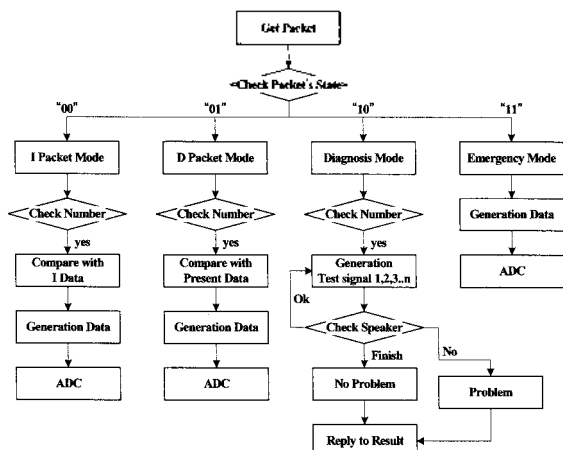 Get Packet
Check Packet's State
"00"
"01"
"10"
"11"
I Packet Mode
D Packet Mode
Diagnosis Mode
Emergency Mode
Check Number
Check Number
Check Number
Generation Data
yes
yes
yes
Compare with
I Data
Compare with
Present Data
Generation
Test signal 1,2,3..n
ADC
Ok
Generation Data
Generation Data
Check Speaker
Finish
No
ADC
ADC
No Problem
Problem
Reply to Result